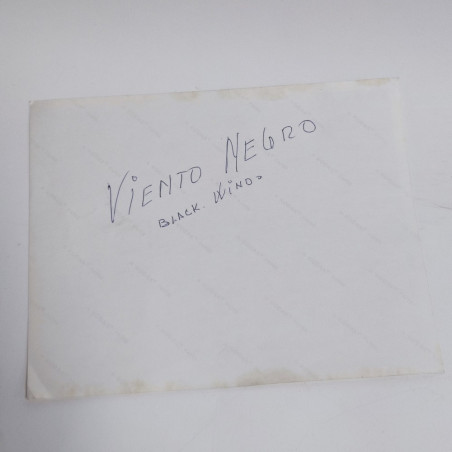 VIENTO NEGRO
BLACK. WIND.